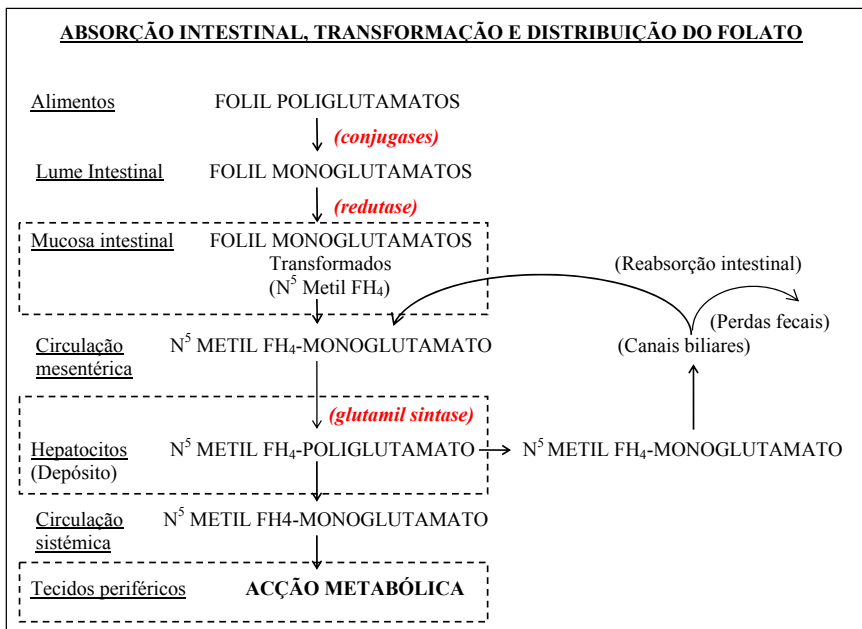 ABSORÇÃO INTESTINAL, TRANSFORMAÇÃO E DISTRIBUIÇÃO DO FOLATO
Alimentos FOLIL POLIGLUTAMATOS
(conjugases)
Lume Intestinal FOLIL MONOGLUTAMATOS
(redutase)
Mucosa intestinal FOLIL MONOGLUTAMATOS
Transformados
(N⁵ Metil FH₄)
(Reabsorção intestinal)
(Perdas fecais)
(Canais biliares)
Circulação N⁵ METIL FH₄-MONOGLUTAMATO
mesentérica
(glutamil sintase)
Hepatocitos N⁵ METIL FH₄-POLIGLUTAMATO N⁵ METIL FH₄-MONOGLUTAMATO
(Depósito)
Circulação N⁵ METIL FH4-MONOGLUTAMATO
sistémica
Tecidos periféricos ACÇÃO METABÓLICA